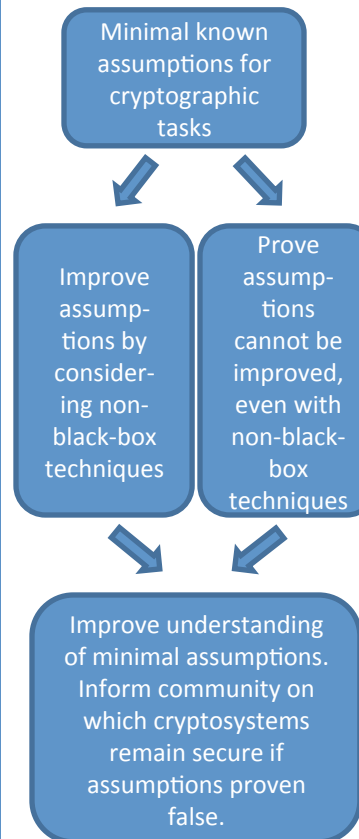 Minimal known
assumptions for
cryptographic
tasks
Improve
assump-
tions by
consider-
ing non-
black-box
techniques
Prove
assump-
tions
cannot be
improved,
even with
non-black-
box
techniques
Improve understanding
of minimal assumptions.
Inform community on
which cryptosystems
remain secure if
assumptions proven
false.